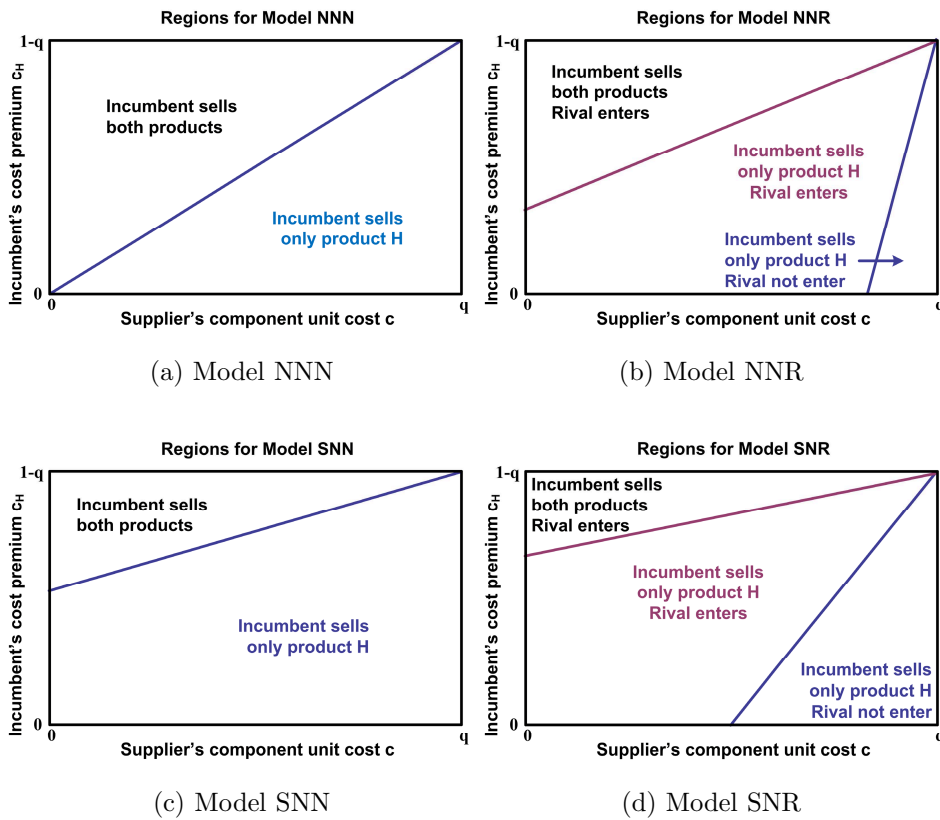 Regions for Model NNN
1-q
Incumbent's cost premium cH
Incumbent sells
both products
Incumbent sells
only product H
0
0
q
Supplier's component unit cost c
(a) Model NNN
Regions for Model NNR
1-q
Incumbent's cost premium cH
Incumbent sells
both products
Rival enters
Incumbent sells
only product H
Rival enters
Incumbent sells
only product H
Rival not enter
0
0
Supplier's component unit cost c
(b) Model NNR
Regions for Model SNN
1-q
Incumbent's cost premium cH
Incumbent sells
both products
Incumbent sells
only product H
0
0
q
Supplier's component unit cost c
(c) Model SNN
Regions for Model SNR
1-q
Incumbent's cost premium cH
Incumbent sells
both products
Rival enters
Incumbent sells
only product H
Rival enters
Incumbent sells
only product H
Rival not enter
0
0
Supplier's component unit cost c
(d) Model SNR